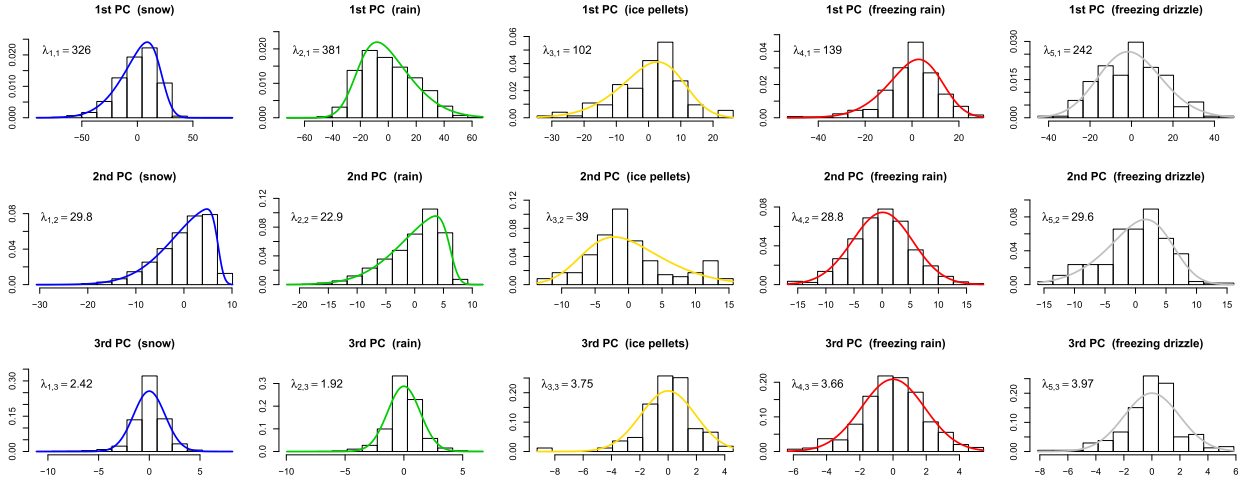 1st PC (snow)
λ1,1 = 326
0.000 0.010 0.020
−50 0 50
1st PC (rain)
λ2,1 = 381
0.000 0.010 0.020
−60 −40 −20 0 20 40 60
1st PC (ice pellets)
λ3,1 = 102
0.00 0.02 0.04 0.06
−30 −20 −10 0 10 20
1st PC (freezing rain)
λ4,1 = 139
0.00 0.02 0.04
−40 −20 0 20
1st PC (freezing drizzle)
λ5,1 = 242
0.000 0.015 0.030
−40 −20 0 20 40
2nd PC (snow)
λ1,2 = 29.8
0.00 0.04 0.08
−30 −20 −10 0 10
2nd PC (rain)
λ2,2 = 22.9
0.00 0.04 0.08 0.12
−20 −15 −10 −5 0 5 10
2nd PC (ice pellets)
λ3,2 = 39
0.00 0.04 0.08 0.12
−10 −5 0 5 10 15
2nd PC (freezing rain)
λ4,2 = 28.8
0.00 0.04 0.08
−15 −10 −5 0 5 10 15
2nd PC (freezing drizzle)
λ5,2 = 29.6
0.00 0.04 0.08
−15 −10 −5 0 5 10 15
3rd PC (snow)
λ1,3 = 2.42
0.00 0.15 0.30
−10 −5 0 5
3rd PC (rain)
λ2,3 = 1.92
0.0 0.1 0.2 0.3
−10 −5 0 5
3rd PC (ice pellets)
λ3,3 = 3.75
0.00 0.10 0.20
−8 −6 −4 −2 0 2 4
3rd PC (freezing rain)
λ4,3 = 3.66
0.00 0.10 0.20
−6 −4 −2 0 2 4
3rd PC (freezing drizzle)
λ5,3 = 3.97
0.00 0.10 0.20
−8 −6 −4 −2 0 2 4 6